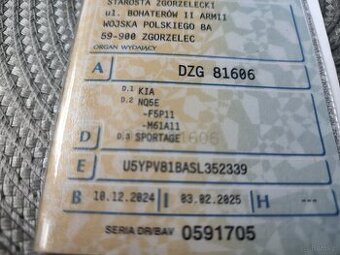 STAROSTA ZGORZELECKI
ul. BOHATERÓW II ARMII
WOJSKA POLSKIEGO 8A
59-900 ZGORZELEC
ORGAN WYDAJĄCY
A DZG 81606
D.1 KIA
D.2 NQ5E
-F5P11
-M61A11
D D.3 SPORTAGE
E U5YPV81BASL352339
B 10.12.2024 I 03.02.2025 H ---
SERIA DR/BAV 0591705